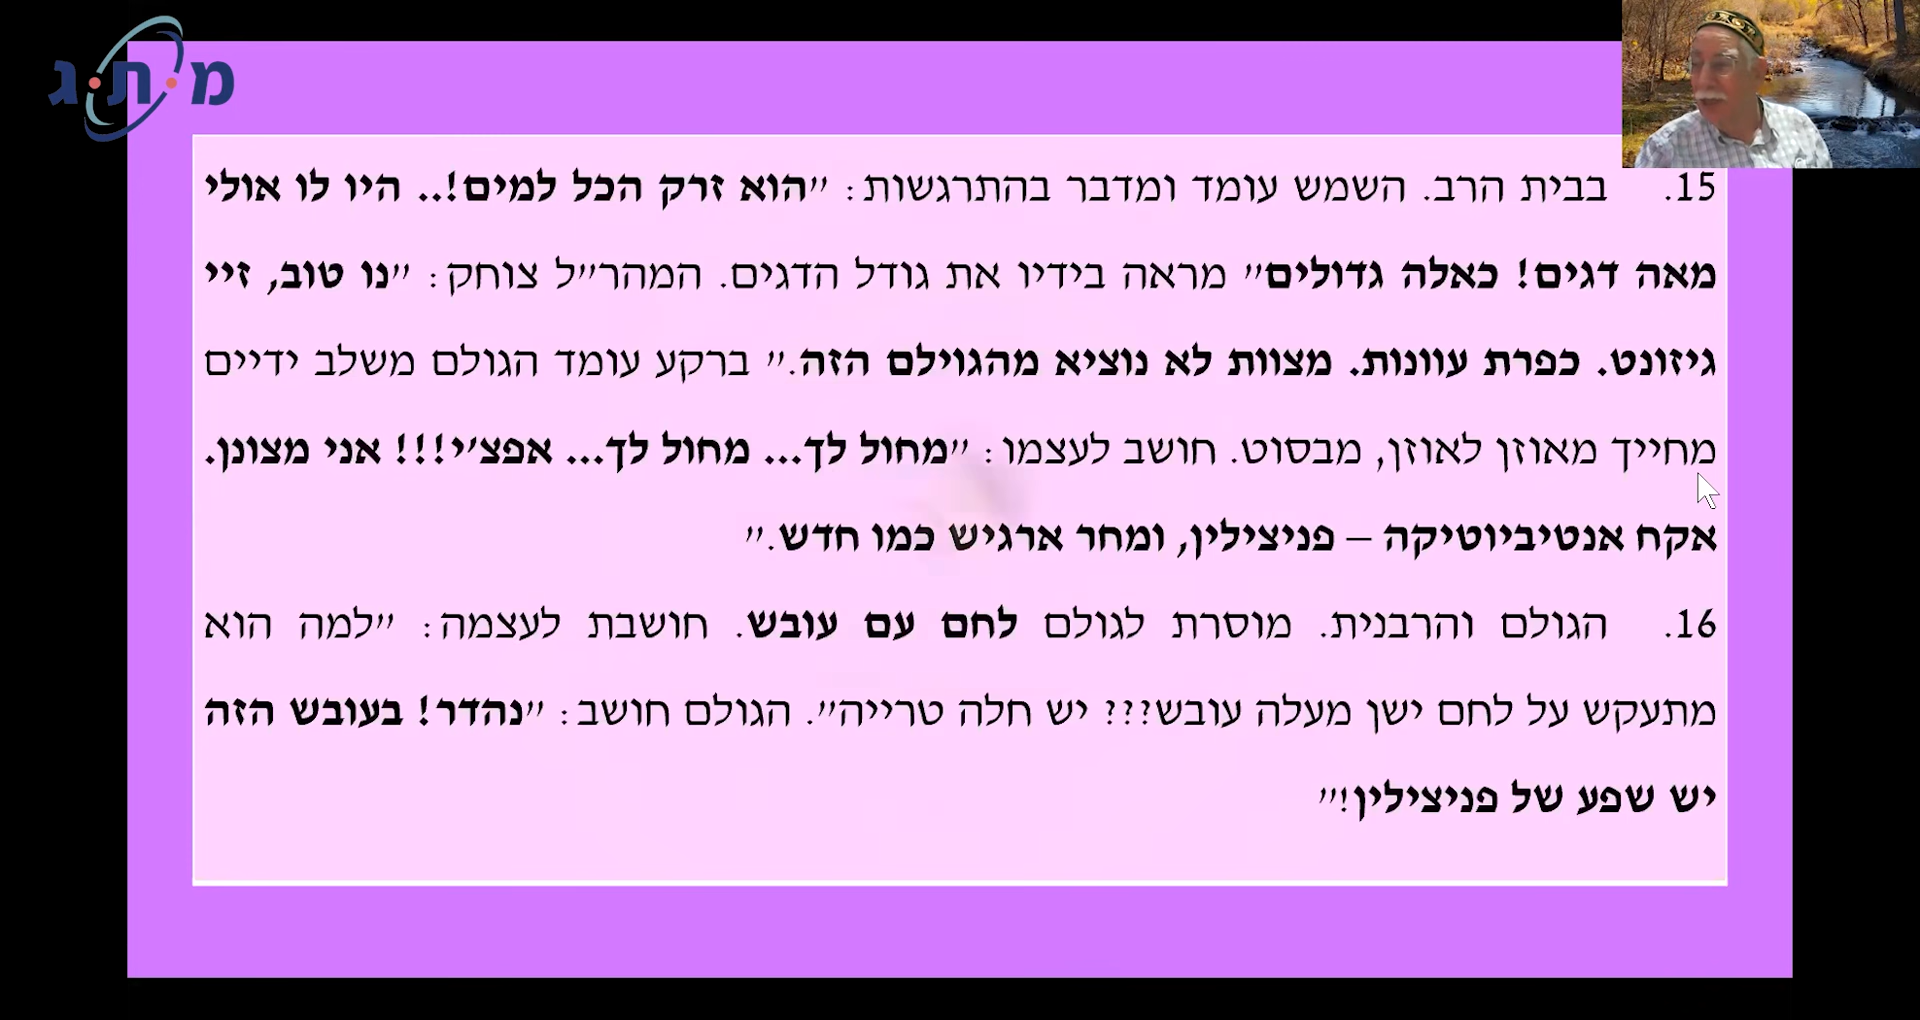 מ.ת.ג
15. בבית הרב. השמש עומד ומדבר בהתרגשות: "הוא זרק הכל למים!.. היו לו אולי
מאה דגים! כאלה גדולים" מראה בידיו את גודל הדגים. המהר"ל צוחק: "נו טוב, זיי
גיזונט. כפרת עוונות. מצוות לא נוציא מהגוילם הזה." ברקע עומד הגולם משלב ידיים
מחייך מאוזן לאוזן, מבסוט. חושב לעצמו: "מחול לך... מחול לך... אפצ'י!!! אני מצונן.
אקח אנטיביוטיקה – פניצילין, ומחר ארגיש כמו חדש."
16. הגולם והרבנית. מוסרת לגולם לחם עם עובש. חושבת לעצמה: "למה הוא
מתעקש על לחם ישן מעלה עובש??? יש חלה טרייה". הגולם חושב: "נהדר! בעובש הזה
יש שפע של פניצילין!"